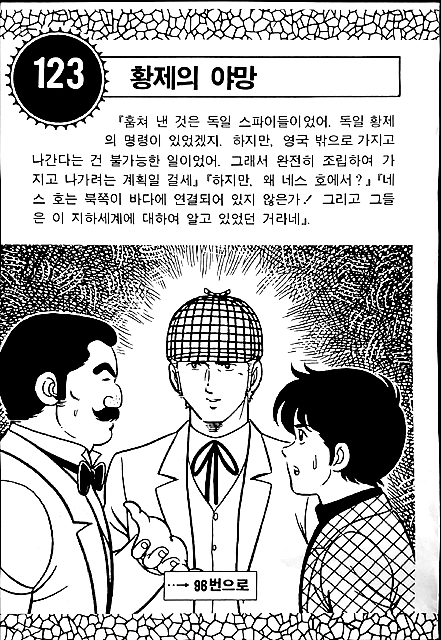 123 황제의 야망
『훔쳐 낸 것은 독일 스파이들이었어. 독일 황제
의 명령이 있었겠지. 하지만, 영국 밖으로 가지고
나간다는 건 불가능한 일이었어. 그래서 완전히 조립하여 가
지고 나가려는 계획일 걸세』『하지만, 왜 네스 호에서?』『네
스 호는 북쪽이 바다에 연결되어 있지 않은가! 그리고 그들
은 이 지하세계에 대하여 알고 있었던 거라네』.
…→ 96번으로